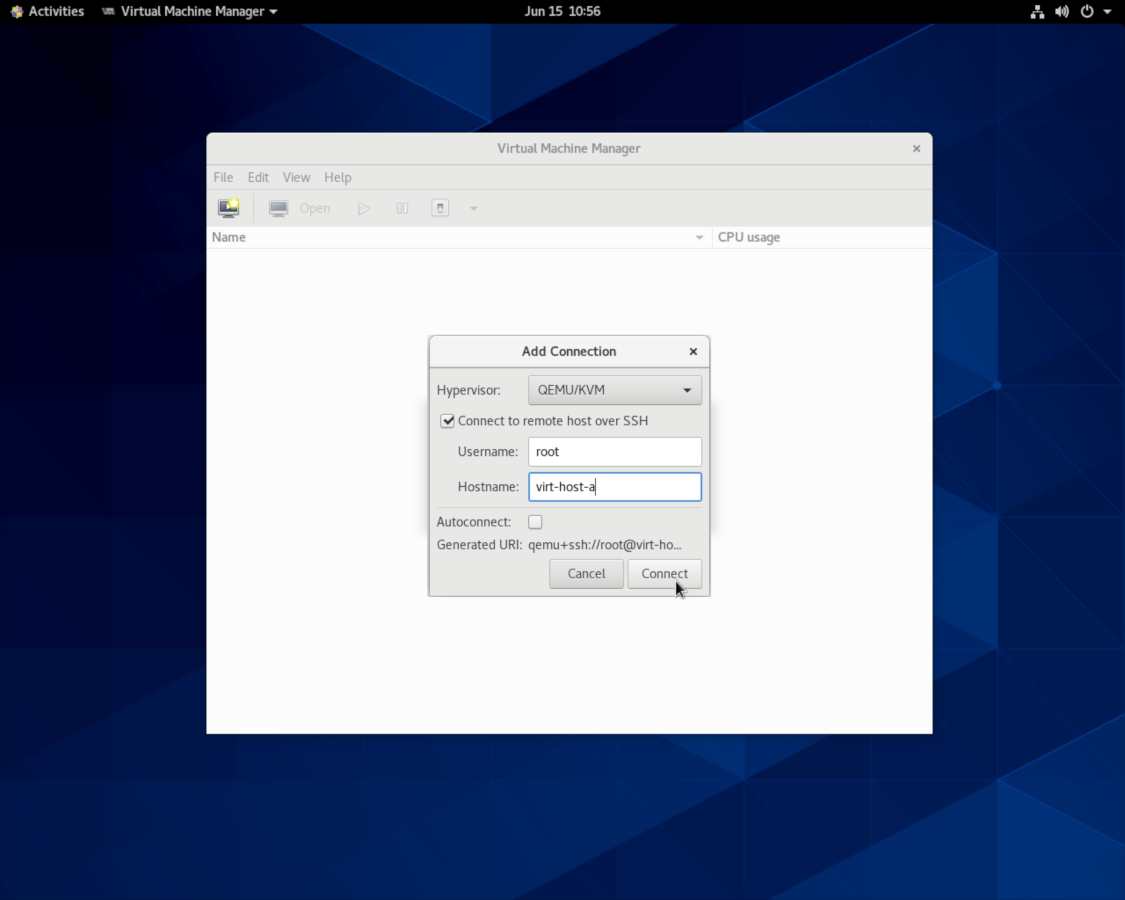 Activities Virtual Machine Manager Jun 15 10:56
Virtual Machine Manager
File Edit View Help
Open
Name CPU usage
Add Connection
Hypervisor: QEMU/KVM
Connect to remote host over SSH
Username: root
Hostname: virt-host-a
Autoconnect:
Generated URI: qemu+ssh://root@virt-ho...
Cancel Connect